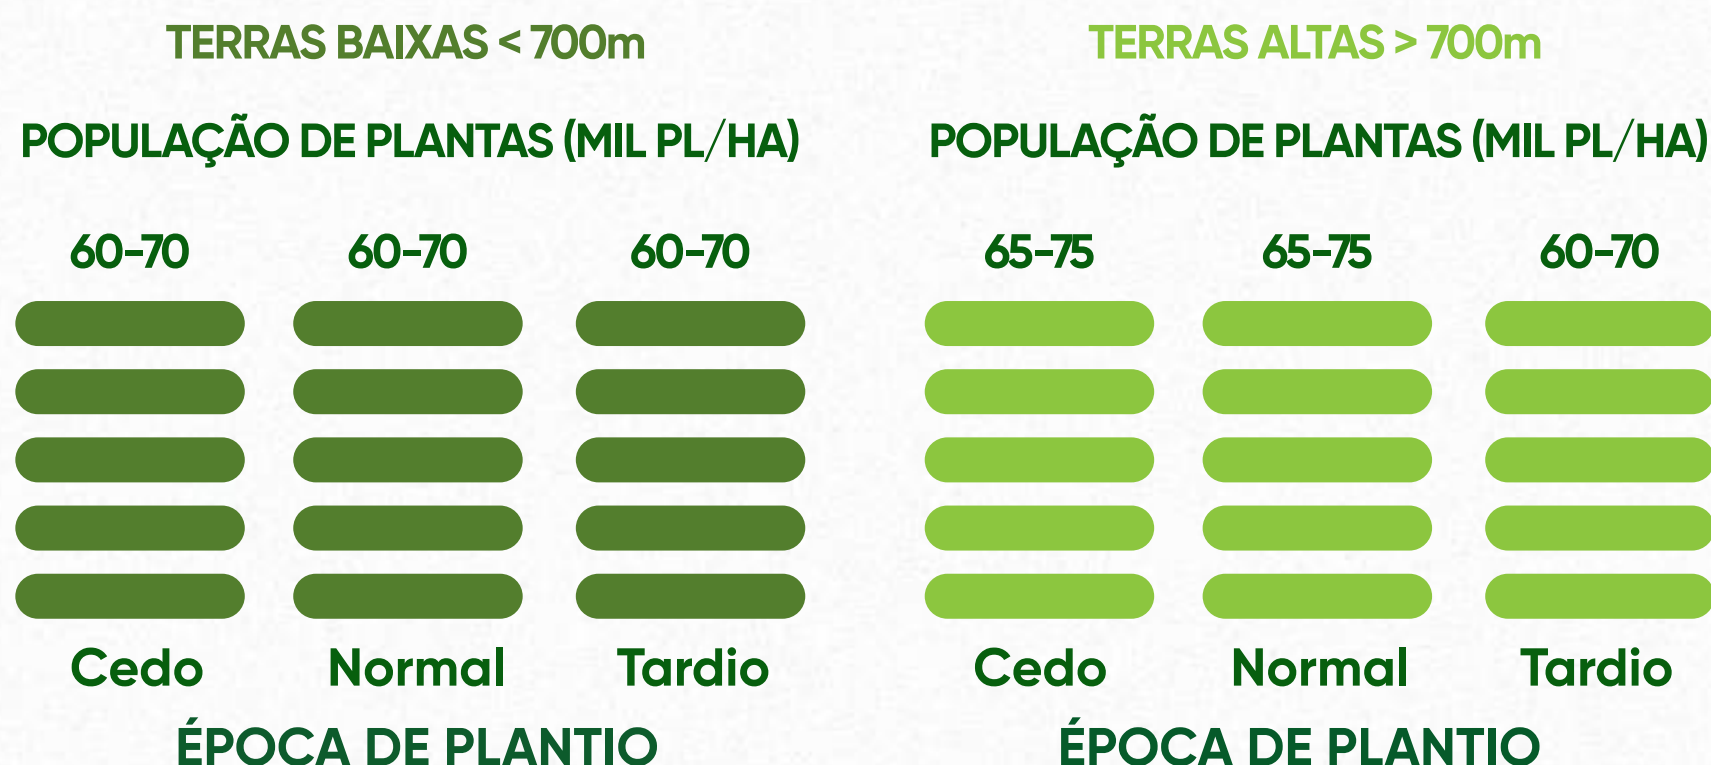 TERRAS BAIXAS < 700m
POPULAÇÃO DE PLANTAS (MIL PL/HA)
60-70 60-70 60-70
Cedo Normal Tardio
ÉPOCA DE PLANTIO
TERRAS ALTAS > 700m
POPULAÇÃO DE PLANTAS (MIL PL/HA)
65-75 65-75 60-70
Cedo Normal Tardio
ÉPOCA DE PLANTIO